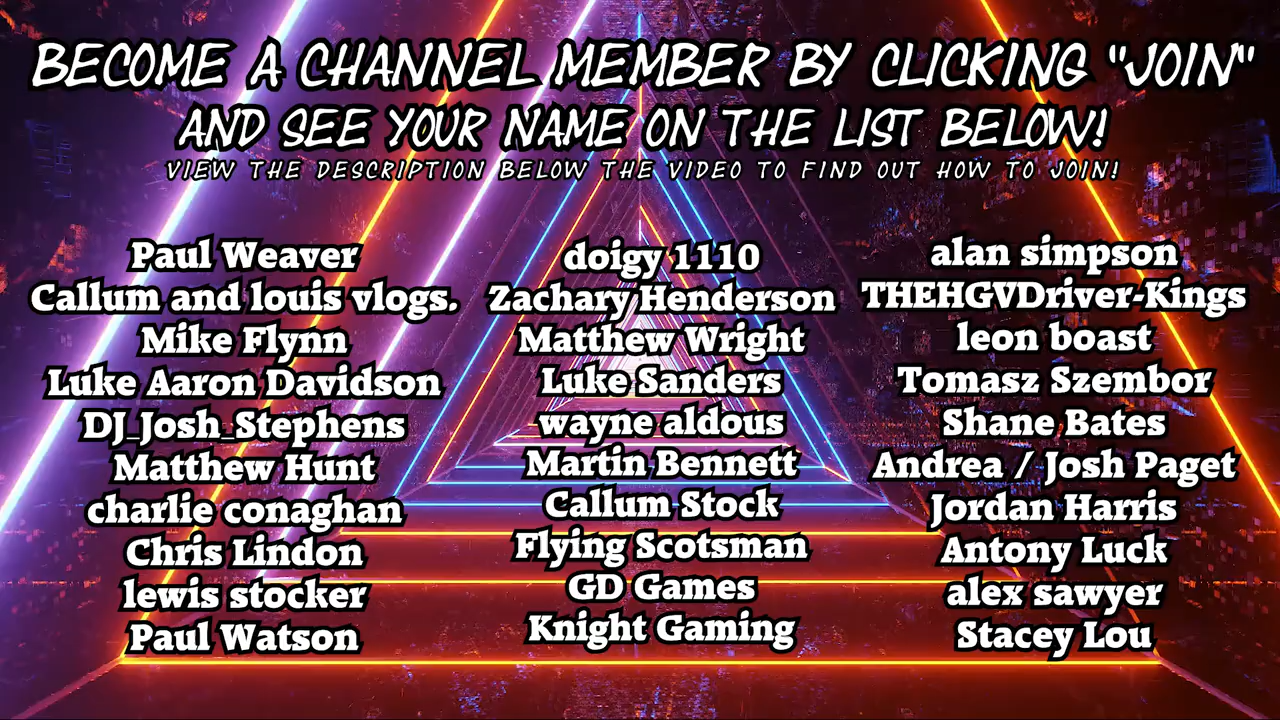 BECOME A CHANNEL MEMBER BY CLICKING "JOIN"
AND SEE YOUR NAME ON THE LIST BELOW!
VIEW THE DESCRIPTION BELOW THE VIDEO TO FIND OUT HOW TO JOIN!
Paul Weaver
Callum and louis vlogs.
Mike Flynn
Luke Aaron Davidson
DJ_Josh_Stephens
Matthew Hunt
charlie conaghan
Chris Lindon
lewis stocker
Paul Watson
doigy 1110
Zachary Henderson
Matthew Wright
Luke Sanders
wayne aldous
Martin Bennett
Callum Stock
Flying Scotsman
GD Games
Knight Gaming
alan simpson
THEHGVDriver-Kings
leon boast
Tomasz Szembor
Shane Bates
Andrea / Josh Paget
Jordan Harris
Antony Luck
alex sawyer
Stacey Lou